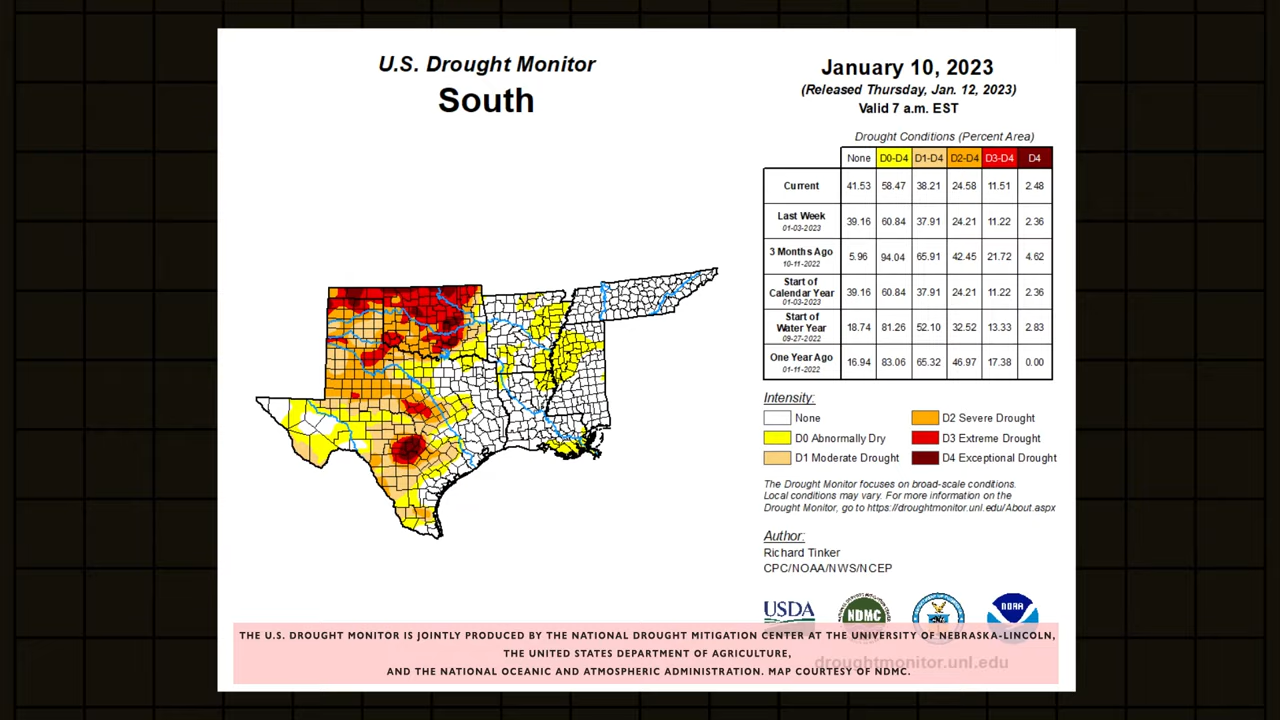 U.S. Drought Monitor
South
January 10, 2023
(Released Thursday, Jan. 12, 2023)
Valid 7 a.m. EST
Drought Conditions (Percent Area)
None D0-D4 D1-D4 D2-D4 D3-D4 D4
Current 41.53 58.47 38.21 24.58 11.51 2.48
Last Week
01-03-2023
39.16 60.84 37.91 24.21 11.22 2.36
3 Months Ago
10-11-2022
5.96 94.04 65.91 42.45 21.72 4.62
Start of
Calendar Year
01-03-2023
39.16 60.84 37.91 24.21 11.22 2.36
Start of
Water Year
09-27-2022
18.74 81.26 52.10 32.52 13.33 2.83
One Year Ago
01-11-2022
16.94 83.06 65.32 46.97 17.38 0.00
Intensity:
None
D0 Abnormally Dry
D1 Moderate Drought
D2 Severe Drought
D3 Extreme Drought
D4 Exceptional Drought
The Drought Monitor focuses on broad-scale conditions.
Local conditions may vary. For more information on the
Drought Monitor, go to https://droughtmonitor.unl.edu/About.aspx
Author:
Richard Tinker
CPC/NOAA/NWS/NCEP
USDA
NDMC
NOAA
THE U.S. DROUGHT MONITOR IS JOINTLY PRODUCED BY THE NATIONAL DROUGHT MITIGATION CENTER AT THE UNIVERSITY OF NEBRASKA-LINCOLN,
THE UNITED STATES DEPARTMENT OF AGRICULTURE,
droughtmonitor.unl.edu
AND THE NATIONAL OCEANIC AND ATMOSPHERIC ADMINISTRATION. MAP COURTESY OF NDMC.